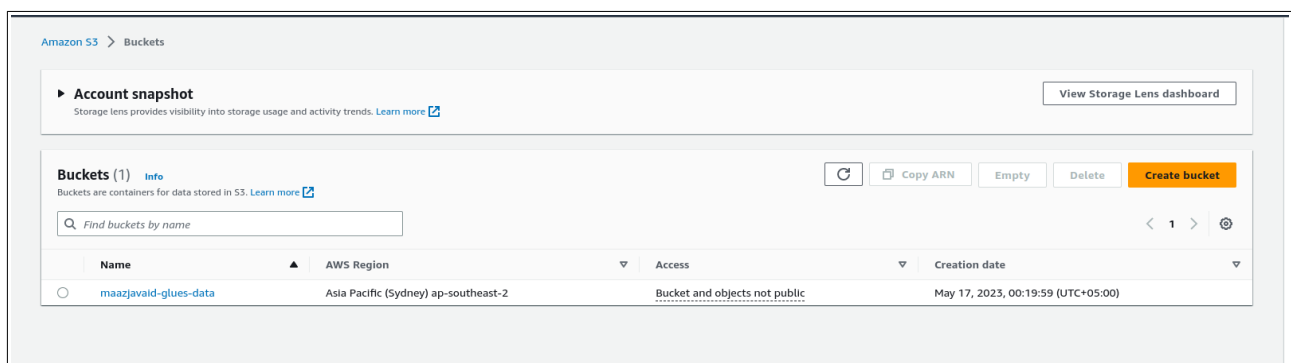 Amazon S3 > Buckets
Account snapshot
View Storage Lens dashboard
Storage lens provides visibility into storage usage and activity trends. Learn more
Buckets (1) Info
Copy ARN Empty Delete Create bucket
Buckets are containers for data stored in S3. Learn more
Find buckets by name
1
Name AWS Region Access Creation date
maazjavaid-glues-data Asia Pacific (Sydney) ap-southeast-2 Bucket and objects not public May 17, 2023, 00:19:59 (UTC+05:00)